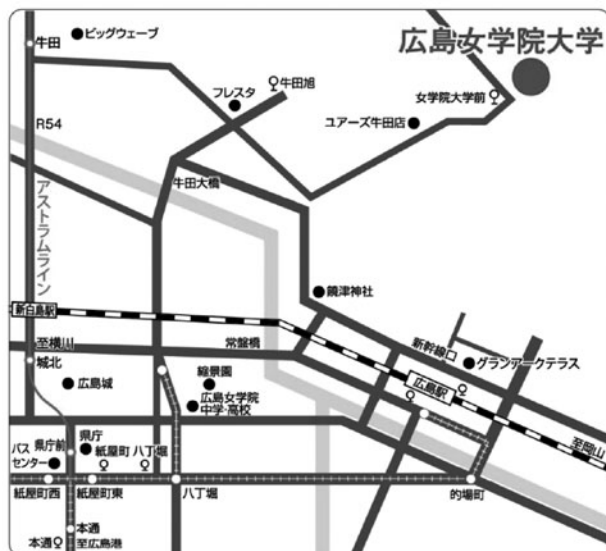 牛田
ビッグウェーブ
広島女学院大学
フレスタ
牛田旭
女学院大学前
ユアーズ牛田店
R54
牛田大橋
アストラムライン
鏡津神社
新白島駅
至横川
常盤橋
新幹線口
グランアークテラス
城北
広島城
縮景園
広島女学院
中学・高校
広島駅
至岡山
県庁前
県庁
バス
センター
紙屋町
八丁堀
紙屋町西
紙屋町東
八丁堀
的場町
本通
至広島港
本通